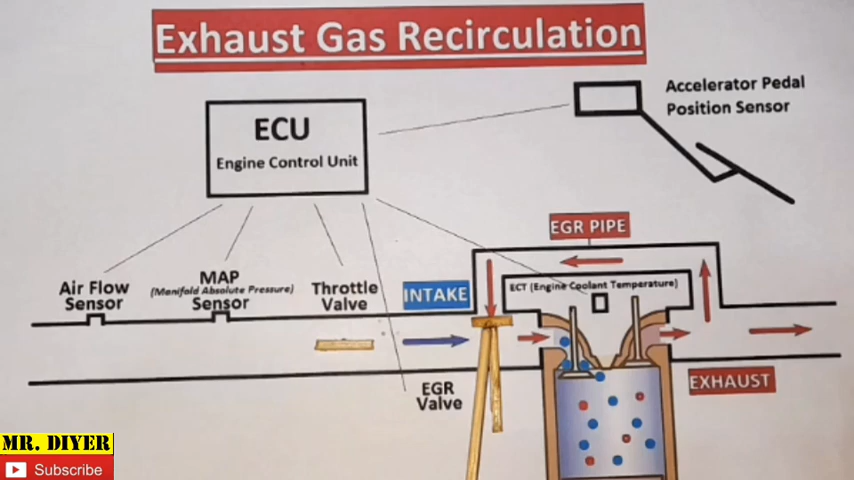 Exhaust Gas Recirculation
ECU
Engine Control Unit
Accelerator Pedal
Position Sensor
EGR PIPE
Air Flow
Sensor
MAP
(Manifold Absolute Pressure)
Sensor
Throttle
Valve
INTAKE
ECT (Engine Coolant Temperature)
EGR
Valve
EXHAUST
MR. DIYER
Subscribe